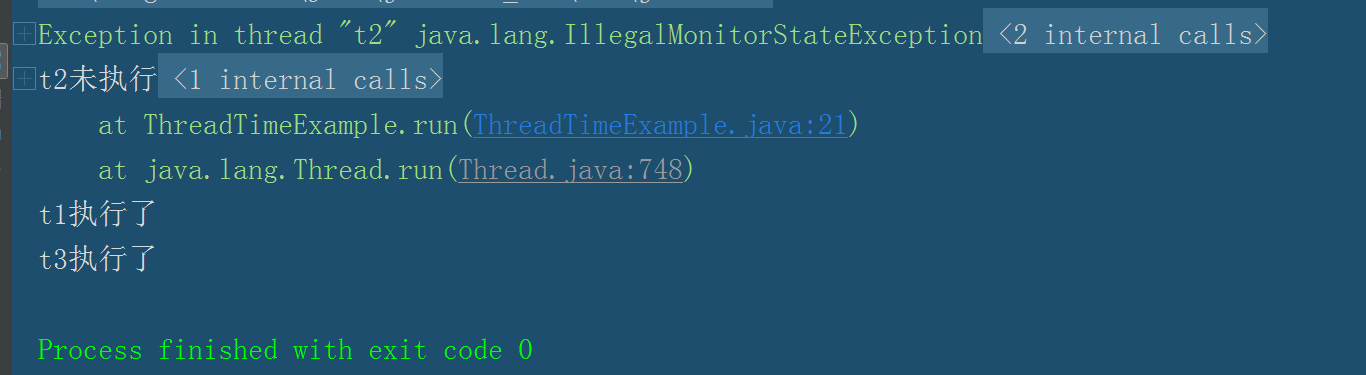 Exception in thread "t2" java.lang.IllegalMonitorStateException <2 internal calls>
t2未执行 <1 internal calls>
at ThreadTimeExample.run(ThreadTimeExample.java:21)
at java.lang.Thread.run(Thread.java:748)
t1执行了
t3执行了
Process finished with exit code 0